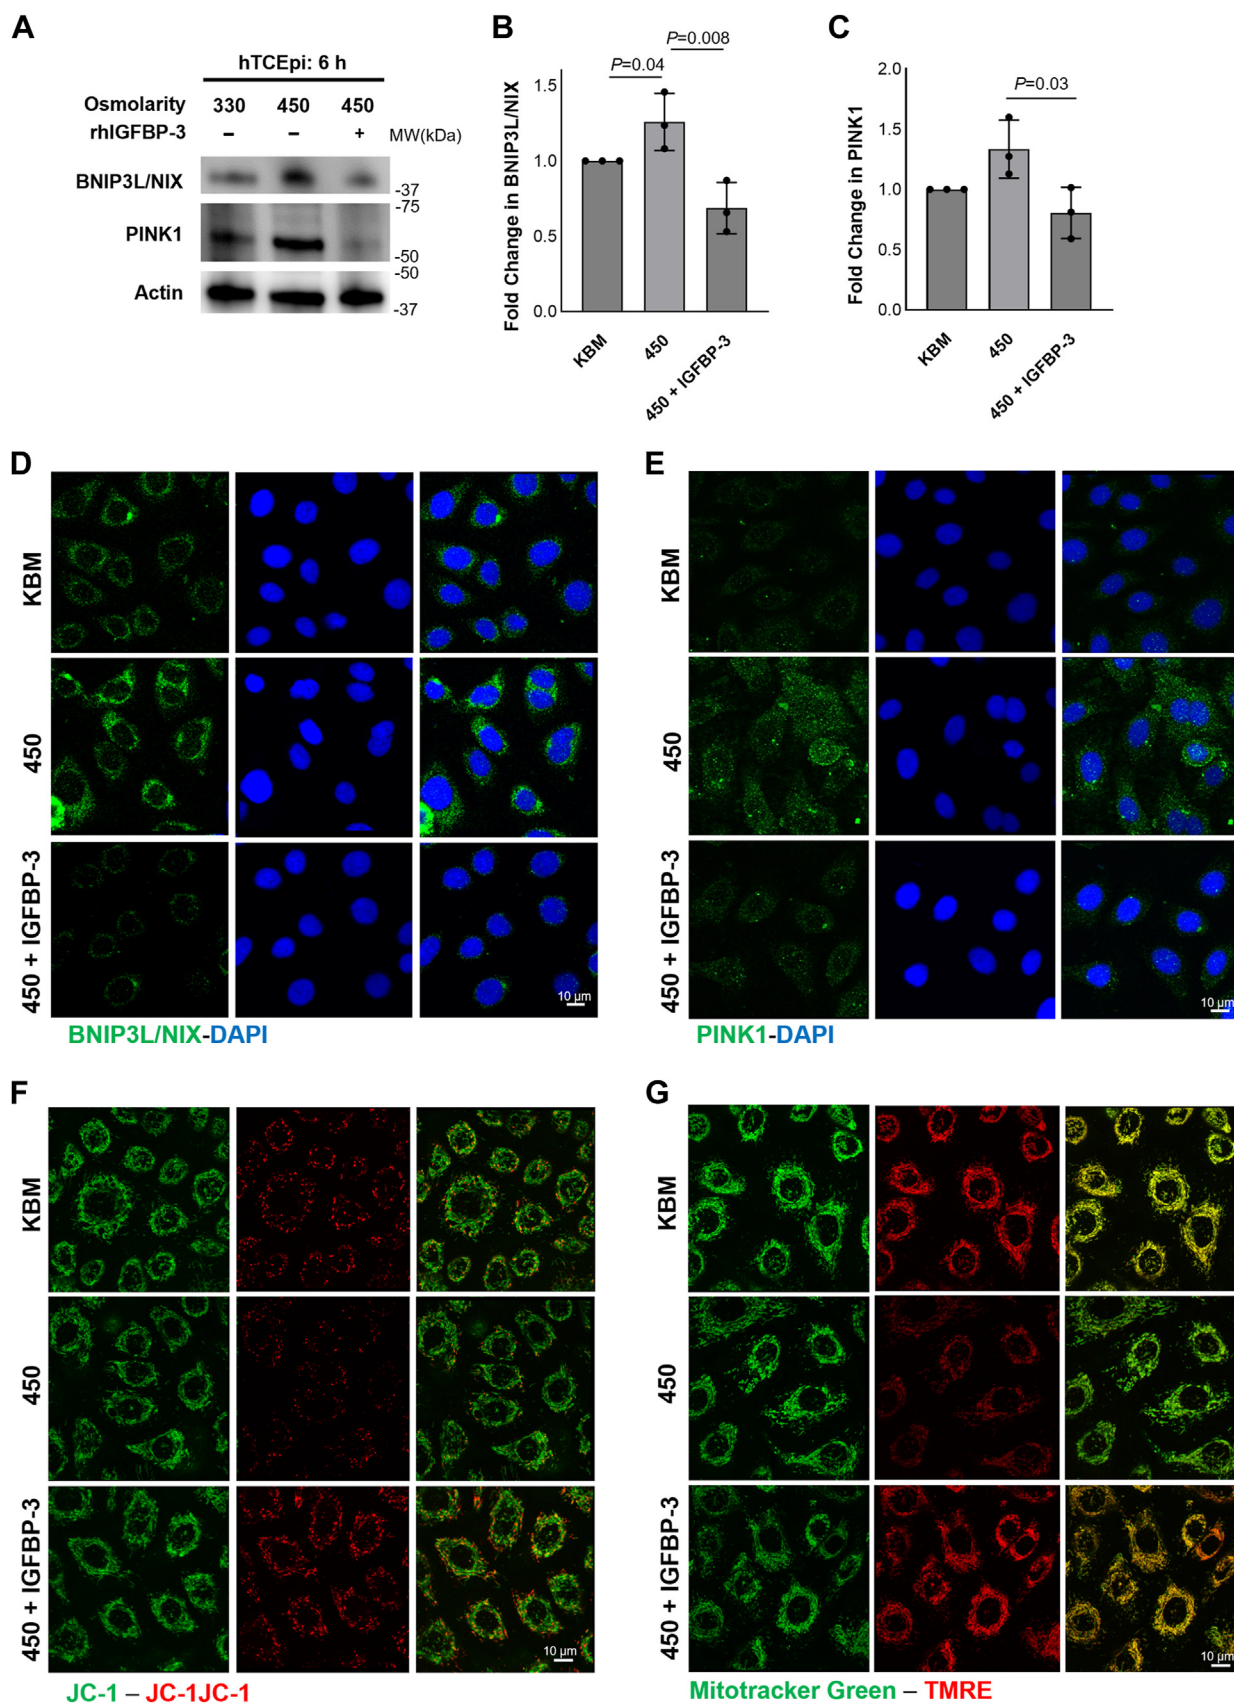 A
hTCEpi: 6 h
Osmolarity 330 450 450
rhIGFBP-3 – – + MW(kDa)
BNIP3L/NIX
-37
-75
PINK1
-50
-50
Actin
-37
B
P=0.008
P=0.04
Fold Change in BNIP3L/NIX
1.5
1.0
0.5
0.0
KBM
450
450 + IGFBP-3
C
P=0.03
Fold Change in PINK1
2.0
1.5
1.0
0.5
0.0
KBM
450
450 + IGFBP-3
D
KBM
450
450 + IGFBP-3
10 µm
BNIP3L/NIX-DAPI
E
KBM
450
450 + IGFBP-3
10 µm
PINK1-DAPI
F
KBM
450
450 + IGFBP-3
10 µm
JC-1 – JC-1JC-1
G
KBM
450
450 + IGFBP-3
10 µm
Mitotracker Green – TMRE